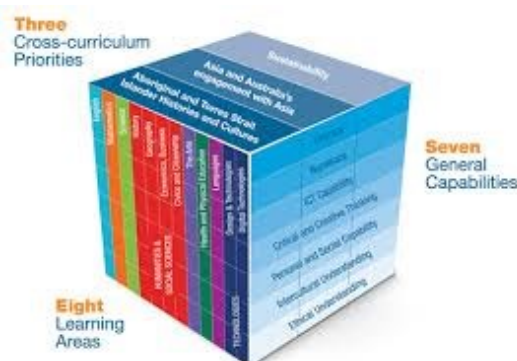 Three
Cross-curriculum
Priorities
Sustainability
Asia and Australia's
engagement with Asia
Aboriginal and Torres Strait
Islander Histories and Cultures
English
Mathematics
Science
History
Geography
Economics, Business
Civics and Citizenship
HUMANITIES &
SOCIAL SCIENCES
The Arts
Health and Physical Education
Languages
Design & Technologies
Digital Technologies
TECHNOLOGIES
Numeracy
ICT Capability
Critical and Creative Thinking
Personal and Social Capability
Intercultural Understanding
Ethical Understanding
Seven
General
Capabilities
Eight
Learning
Areas